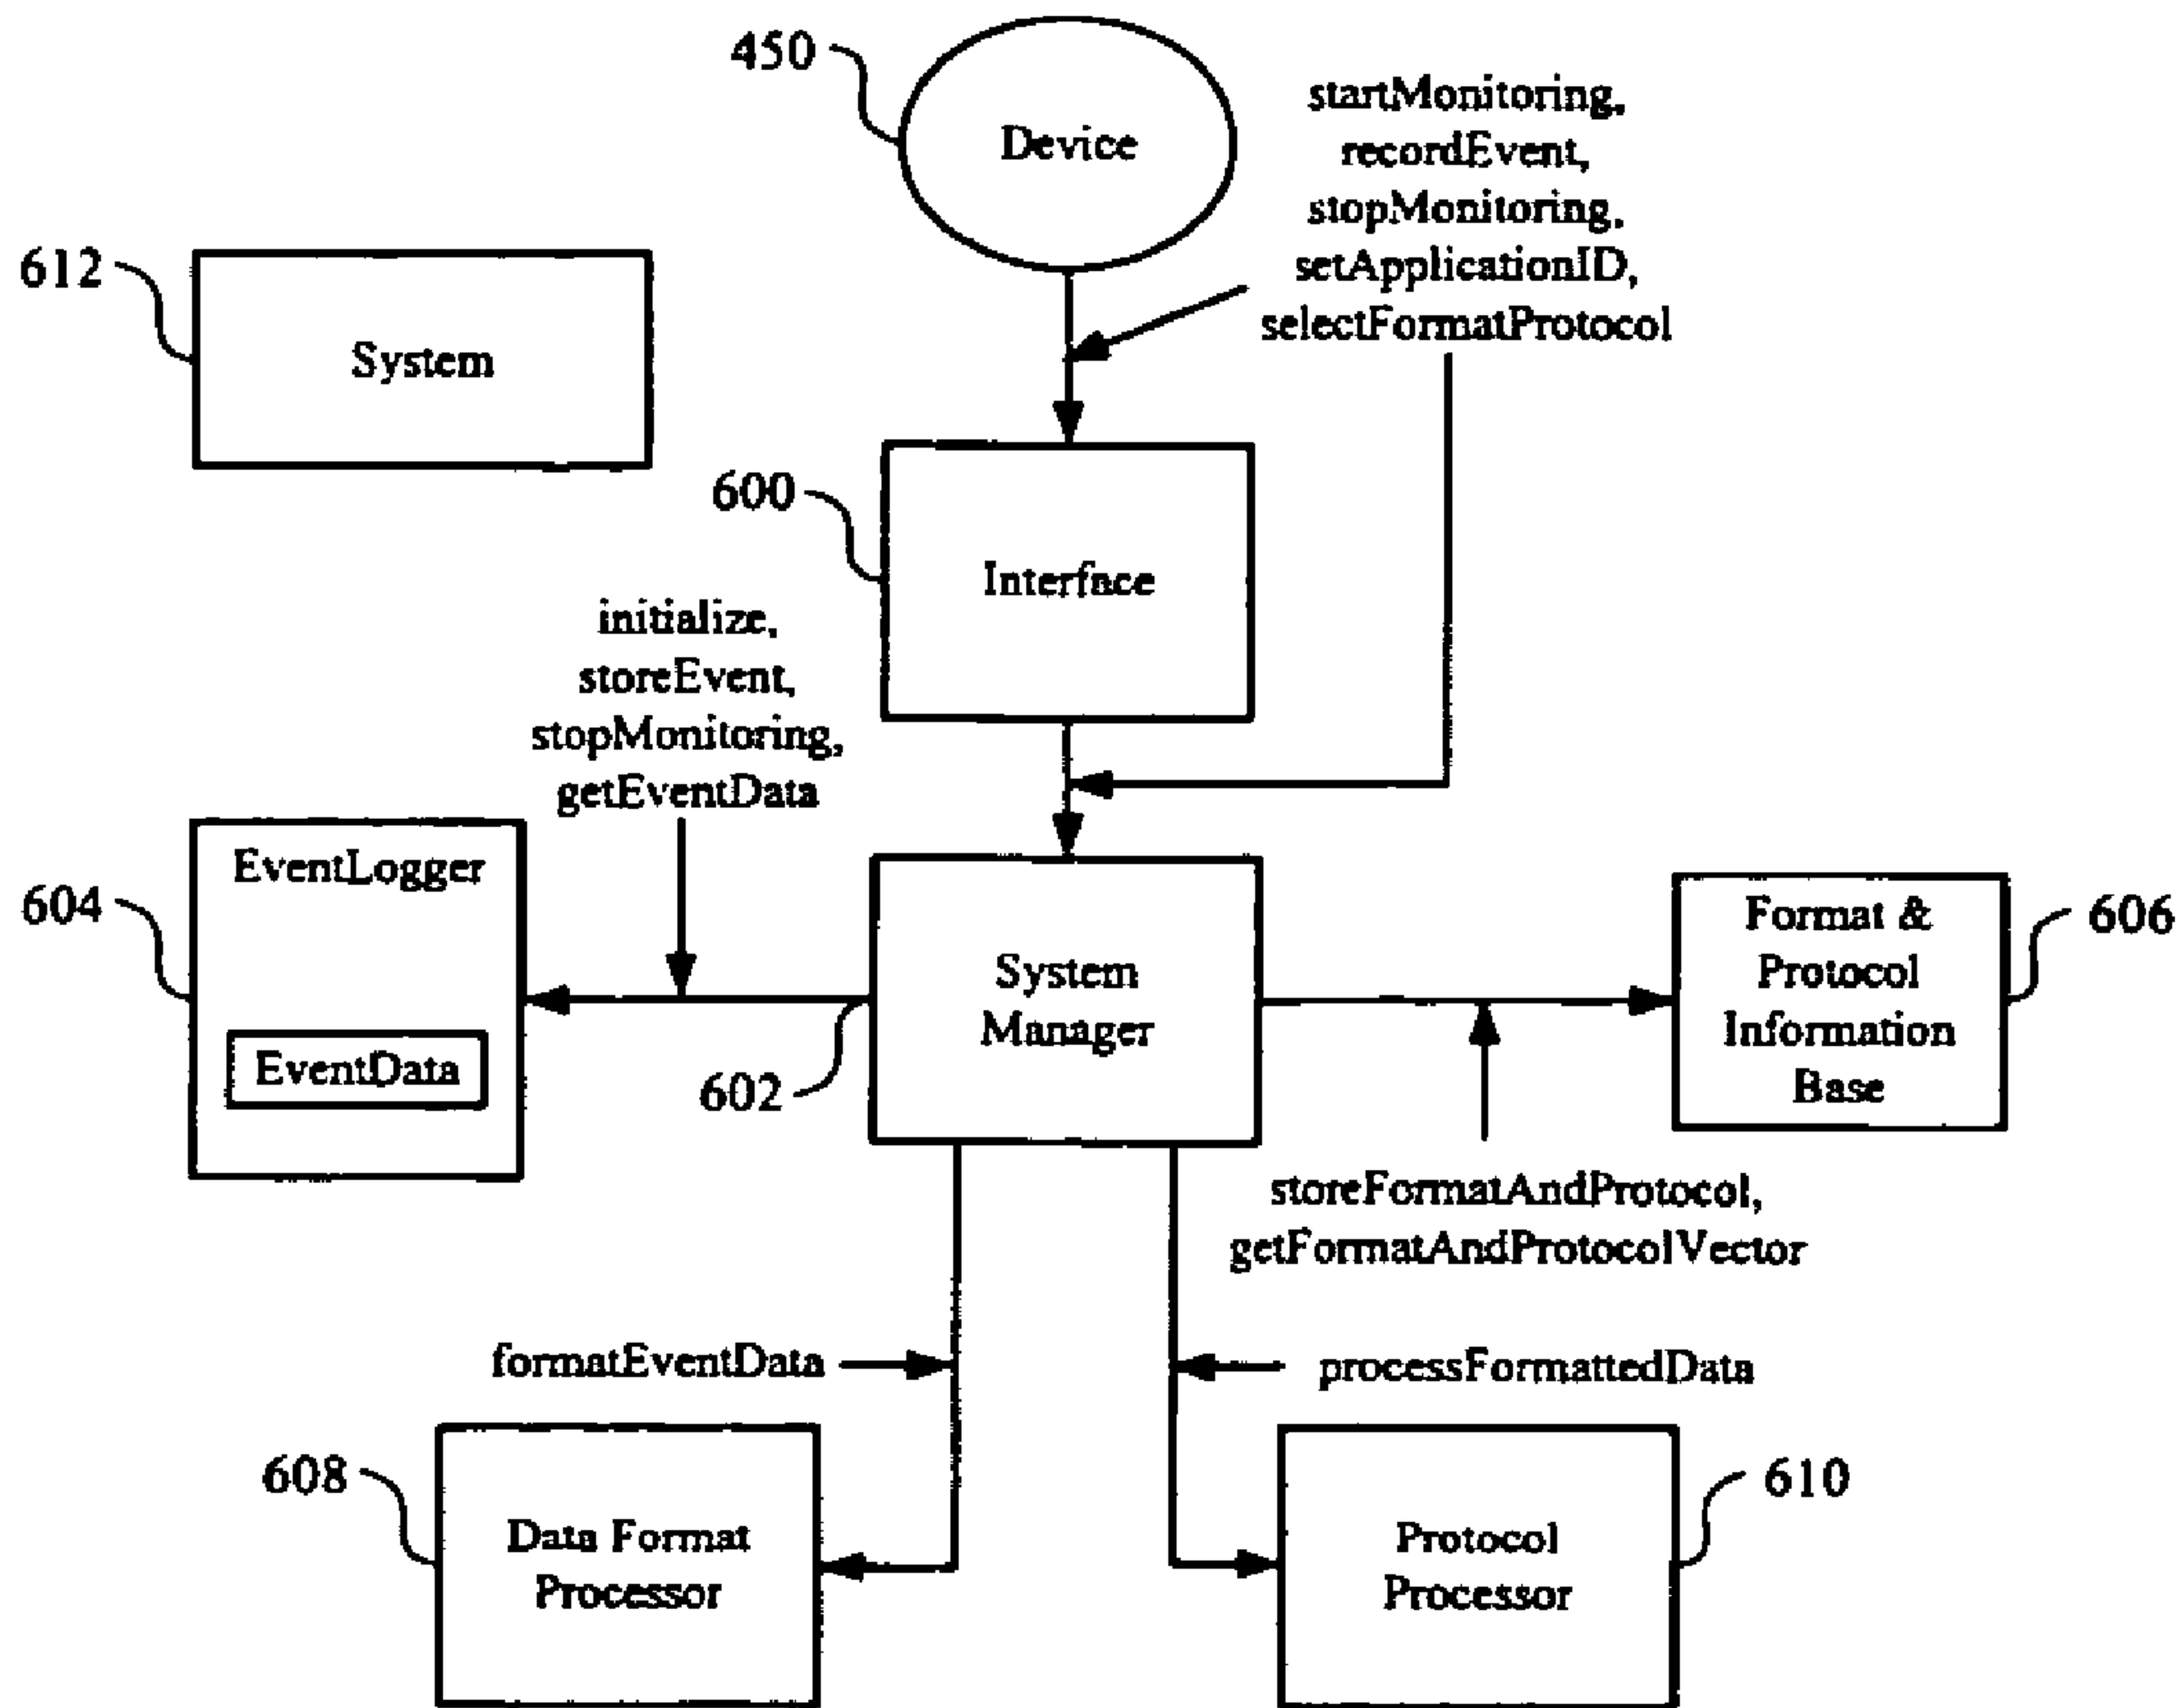 450
Device
startMonitoring,
recordEvent,
stopMonitoring,
setApplicationID,
selectFormatProtocol
612
System
600
Interface
initialize,
storeEvent,
stopMonitoring,
getEventData
604
EventLogger
EventData
602
System
Manager
Format &
Protocol
Information
Base
606
storeFormatAndProtocol,
getFormatAndProtocolVector
formatEventData
processFormattedData
608
Data Format
Processor
Protocol
Processor
610